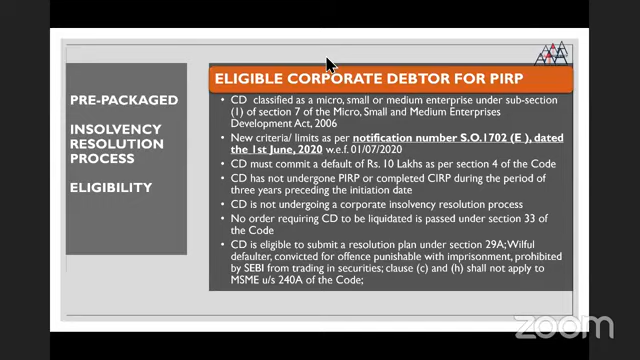 ELIGIBLE CORPORATE DEBTOR FOR PIRP
PRE-PACKAGED
INSOLVENCY
RESOLUTION
PROCESS
ELIGIBILITY
• CD classified as a micro, small or medium enterprise under sub-section
(1) of section 7 of the Micro, Small and Medium Enterprises
Development Act, 2006
• New criteria/ limits as per notification number S.O.1702 (E ), dated
the 1st June, 2020 w.e.f. 01/07/2020
• CD must commit a default of Rs. 10 Lakhs as per section 4 of the Code
• CD has not undergone PIRP or completed CIRP during the period of
three years preceding the initiation date
• CD is not undergoing a corporate insolvency resolution process
• No order requiring CD to be liquidated is passed under section 33 of
the Code
• CD is eligible to submit a resolution plan under section 29A; Wilful
defaulter, convicted for offence punishable with imprisonment, prohibited
by SEBI from trading in securities; clause (c) and (h) shall not apply to
MSME u/s 240A of the Code;
zoom